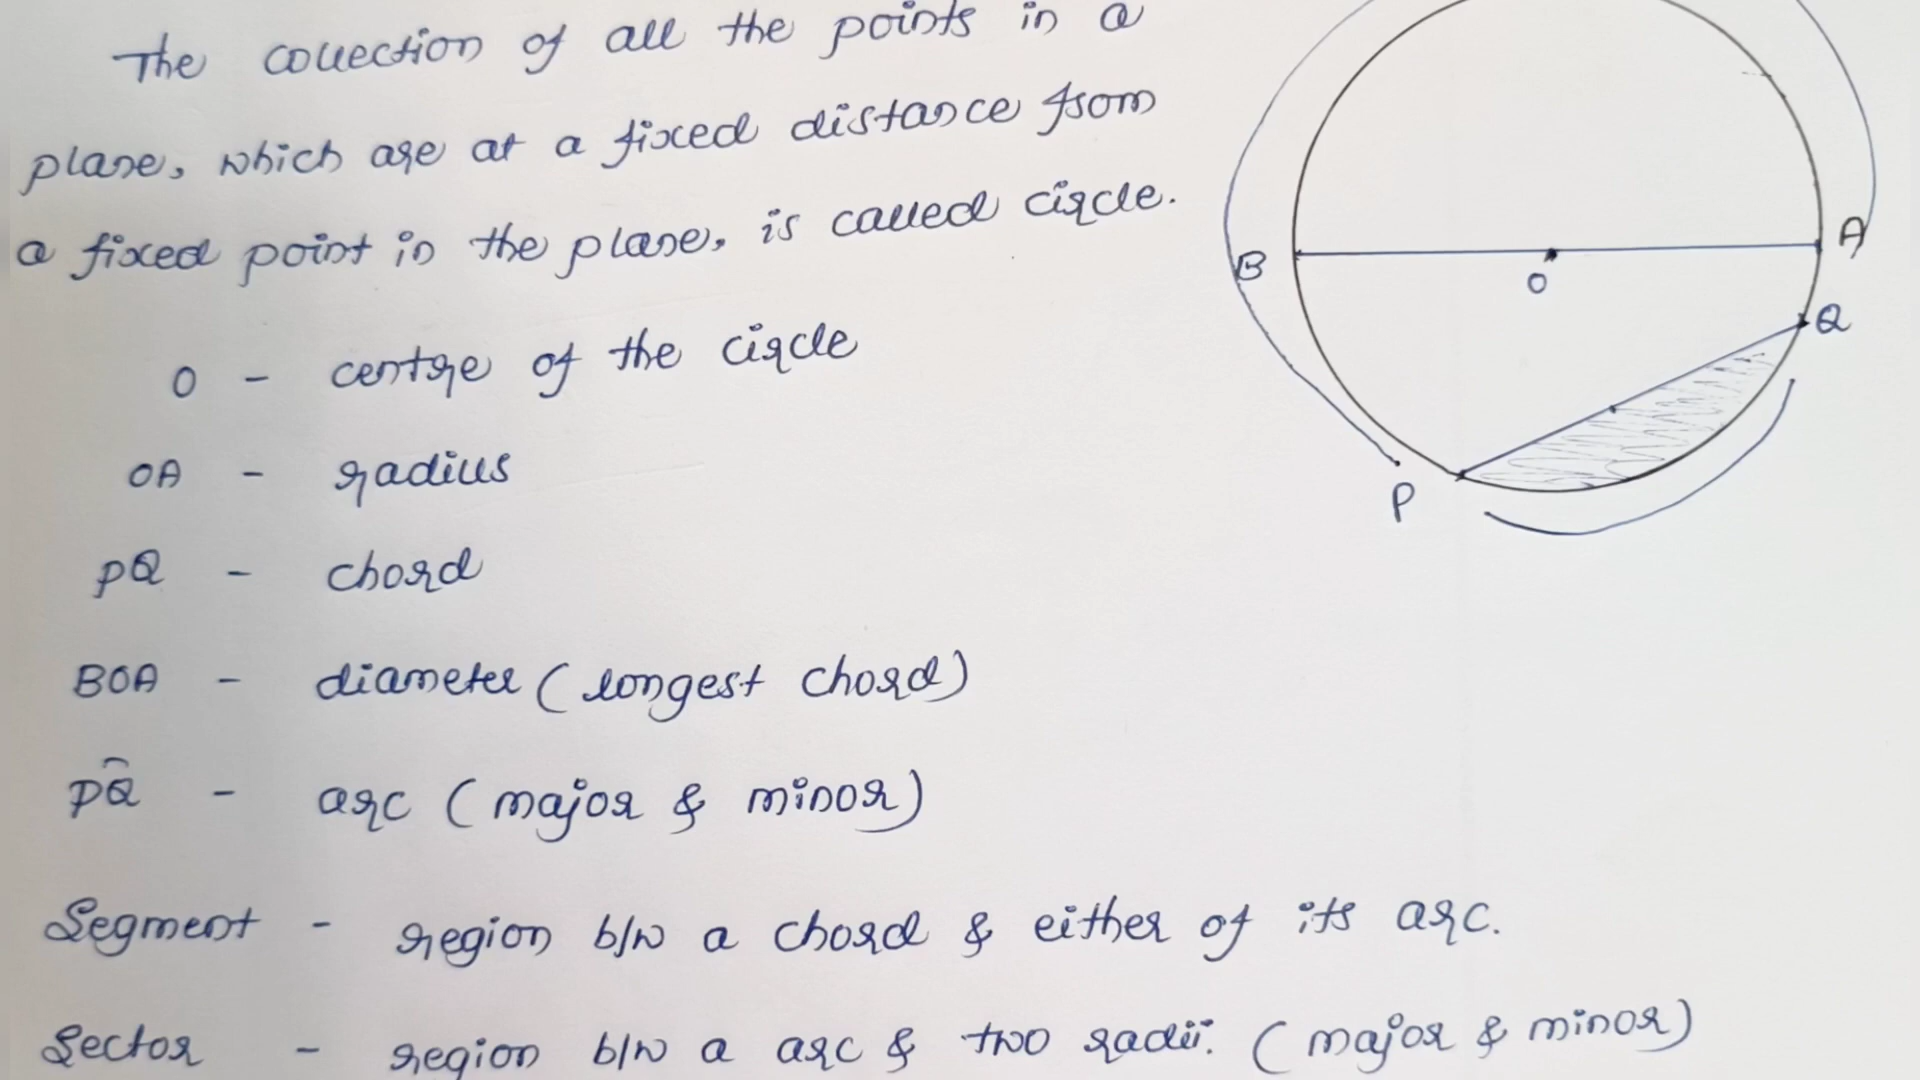 The collection of all the points in a
plane, which are at a fixed distance from
a fixed point in the plane, is called circle.
O - centre of the circle
OA - radius
PQ - chord
BOA - diameter (longest chord)
P͡Q - arc (major & minor)
Segment - region b/w a chord & either of its arc.
Sector - region b/w a arc & two radii. (major & minor)
B
O
A
Q
P